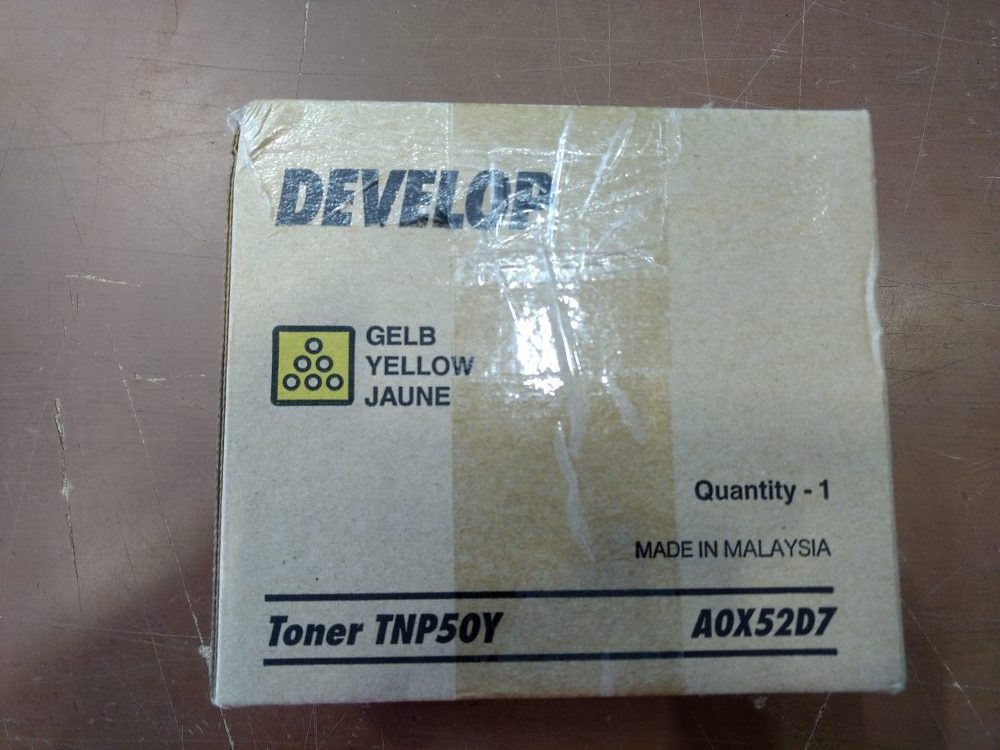 DEVELOP
GELB
YELLOW
JAUNE
Quantity - 1
MADE IN MALAYSIA
Toner TNP50Y
A0X52D7